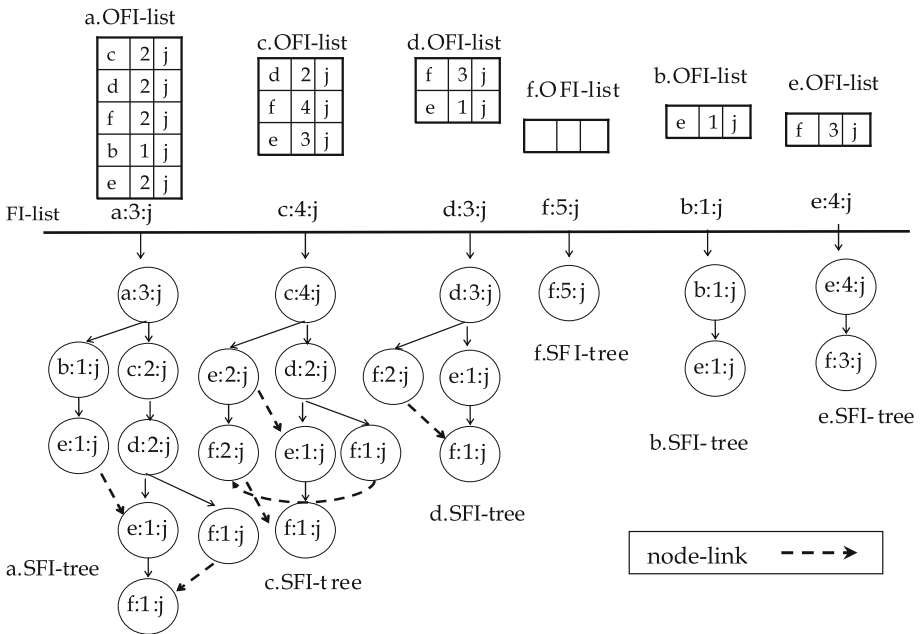 a.OFI-list
c 2 j
d 2 j
f 2 j
b 1 j
e 2 j
c.OFI-list
d 2 j
f 4 j
e 3 j
d.OFI-list
f 3 j
e 1 j
f.OFI-list
b.OFI-list
e 1 j
e.OFI-list
f 3 j
FI-list a:3:j c:4:j d:3:j f:5:j b:1:j e:4:j
a:3:j
b:1:j c:2:j
e:1:j d:2:j
e:1:j f:1:j
f:1:j
a.SFI-tree
c:4:j
e:2:j d:2:j
f:2:j e:1:j f:1:j
f:1:j
c.SFI-tree
d:3:j
f:2:j e:1:j
f:1:j
d.SFI-tree
f:5:j
f.SFI-tree
b:1:j
e:1:j
b.SFI-tree
e:4:j
f:3:j
e.SFI-tree
node-link